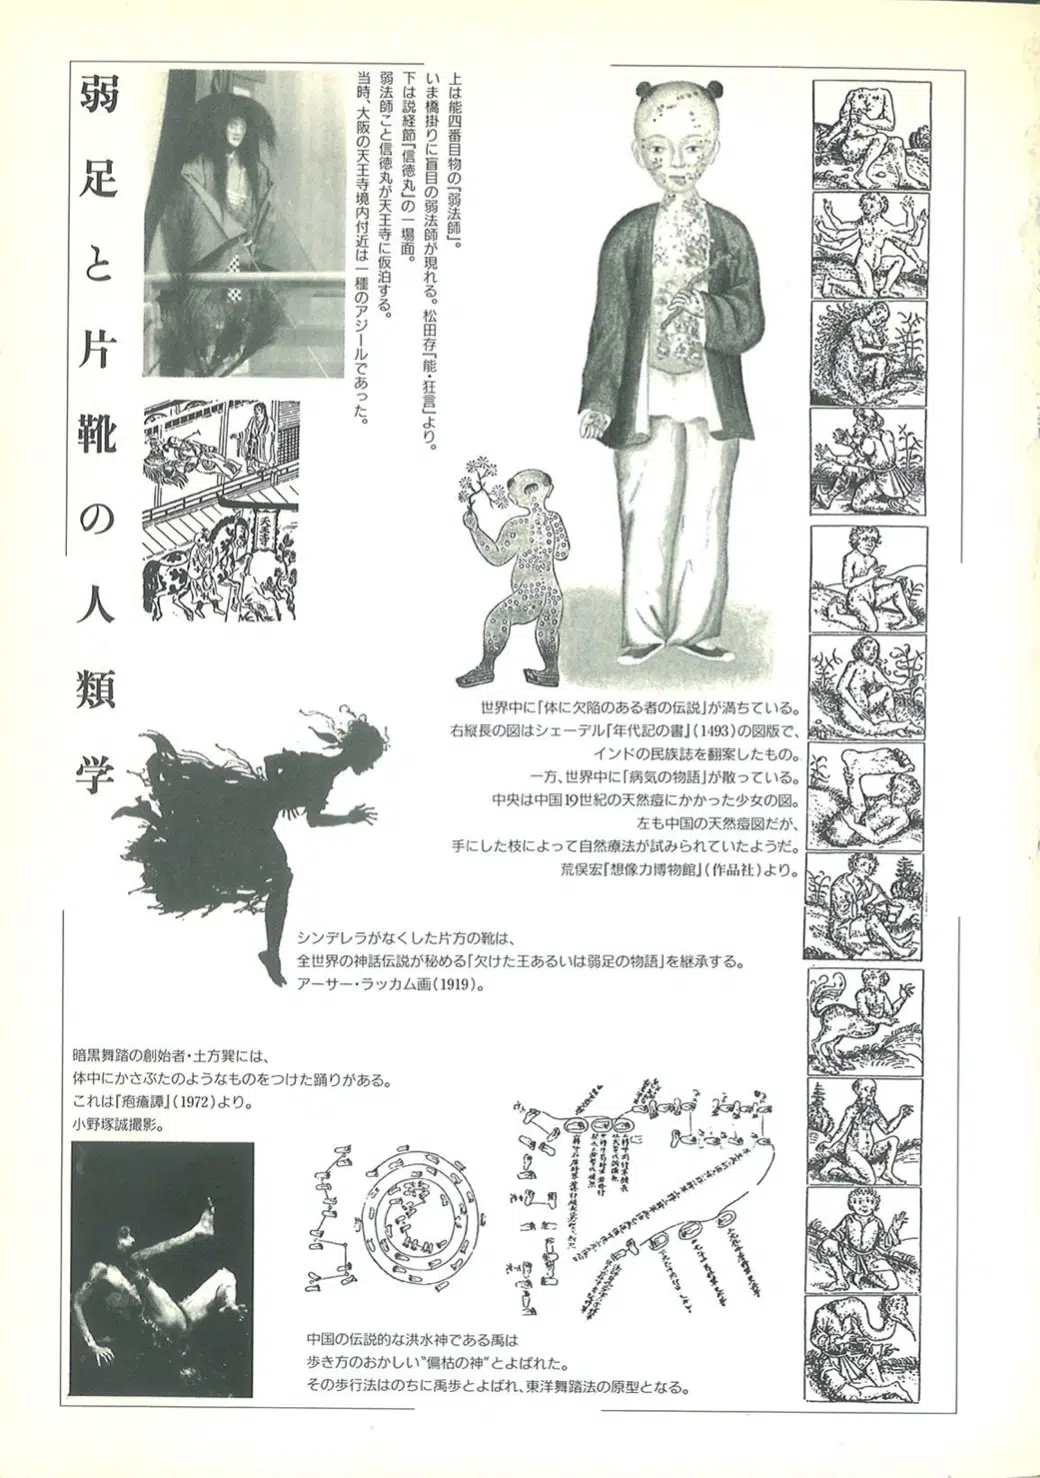 弱足と片靴の人類学
上は能四番目物の『弱法師』。
いま橋掛りに盲目の弱法師が現れる。松田存『能・狂言』より。
下は説経節『信徳丸』の一場面。
弱法師こと信徳丸が天王寺に仮泊する。
当時、大阪の天王寺境内付近は一種のアジールであった。
天王寺
世界中に「体に欠陥のある者の伝説」が満ちている。
右縦長の図はシェーデル『年代記の書』(1493)の図版で、
インドの民族誌を翻案したもの。
一方、世界中に「病気の物語」が散っている。
中央は中国19世紀の天然痘にかかった少女の図。
左も中国の天然痘図だが、
手にした枝によって自然療法が試みられていたようだ。
荒俣宏『想像力博物館』(作品社)より。
シンデレラがなくした片方の靴は、
全世界の神話伝説が秘める「欠けた王あるいは弱足の物語」を継承する。
アーサー・ラッカム画(1919)。
暗黒舞踏の創始者・土方巽には、
体中にかさぶたのようなものをつけた踊りがある。
これは『疱瘡譚』(1972)より。
小野塚誠撮影。
中国の伝説的な洪水神である禹は
歩き方のおかしい“偏枯の神”とよばれた。
その歩行法はのちに禹歩とよばれ、東洋舞踏法の原型となる。